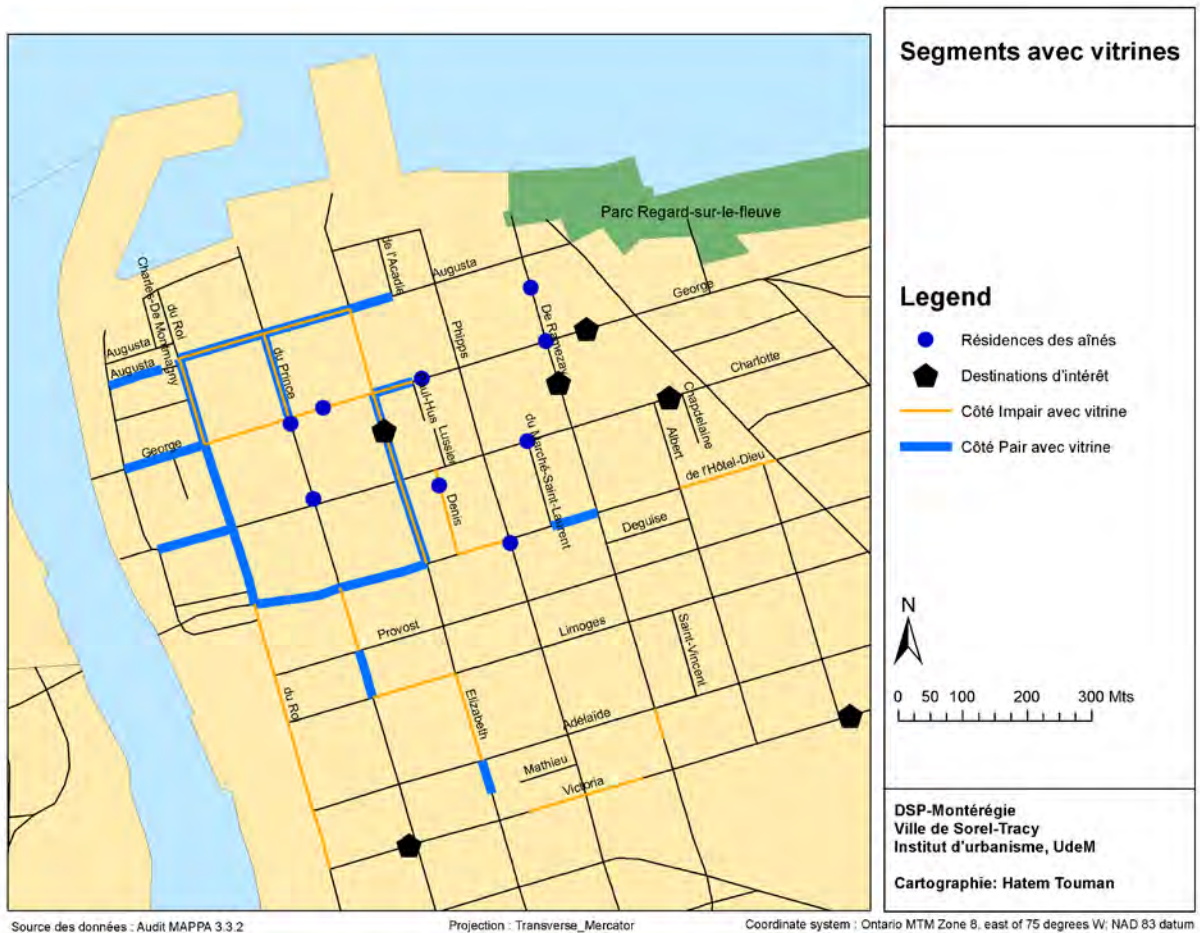 Segments avec vitrines
Parc Regard-sur-le-fleuve
de l'Acadie
Augusta
George
Charles-De Montmagny
du Roi
Phipps
De Ramezay
Augusta
Augusta
du Prince
Charlotte
Chapdelaine
Lussier
du Marché-Saint-Laurent
Albert
George
de l'Hôtel-Dieu
Denis
Deguise
Provost
Limoges
Saint-Vincent
du Roi
Elizabeth
Adélaïde
Mathieu
Victoria
Legend
Résidences des aînés
Destinations d'intérêt
Côté Impair avec vitrine
Côté Pair avec vitrine
N
0 50 100 200 300 Mts
DSP-Montérégie
Ville de Sorel-Tracy
Institut d'urbanisme, UdeM
Cartographie: Hatem Touman
Source des données : Audit MAPPA 3.3.2
Projection : Transverse_Mercator
Coordinate system : Ontario MTM Zone 8, east of 75 degrees W; NAD 83 datum